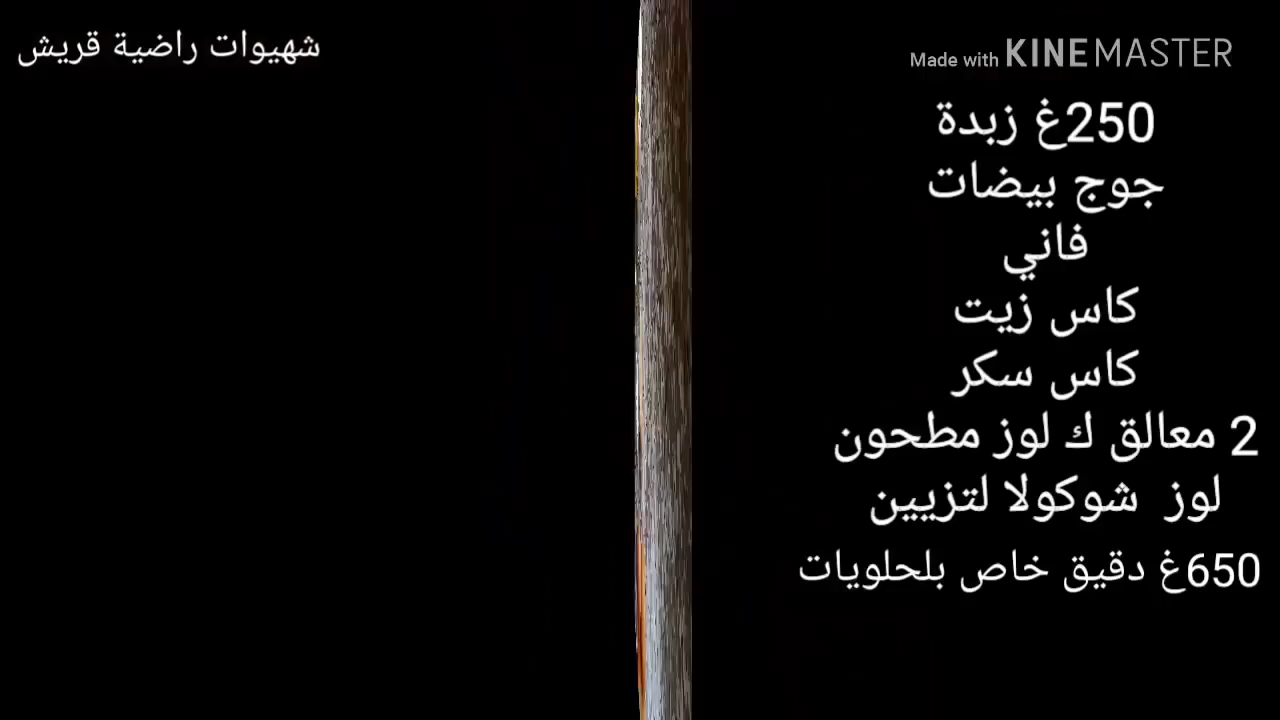 شهيوات راضية قريش
Made with KINEMASTER
250غ زبدة
جوج بيضات
فاني
كاس زيت
كاس سكر
2 معالق ك لوز مطحون
لوز شوكولا لتزيين
650غ دقيق خاص بلحلويات